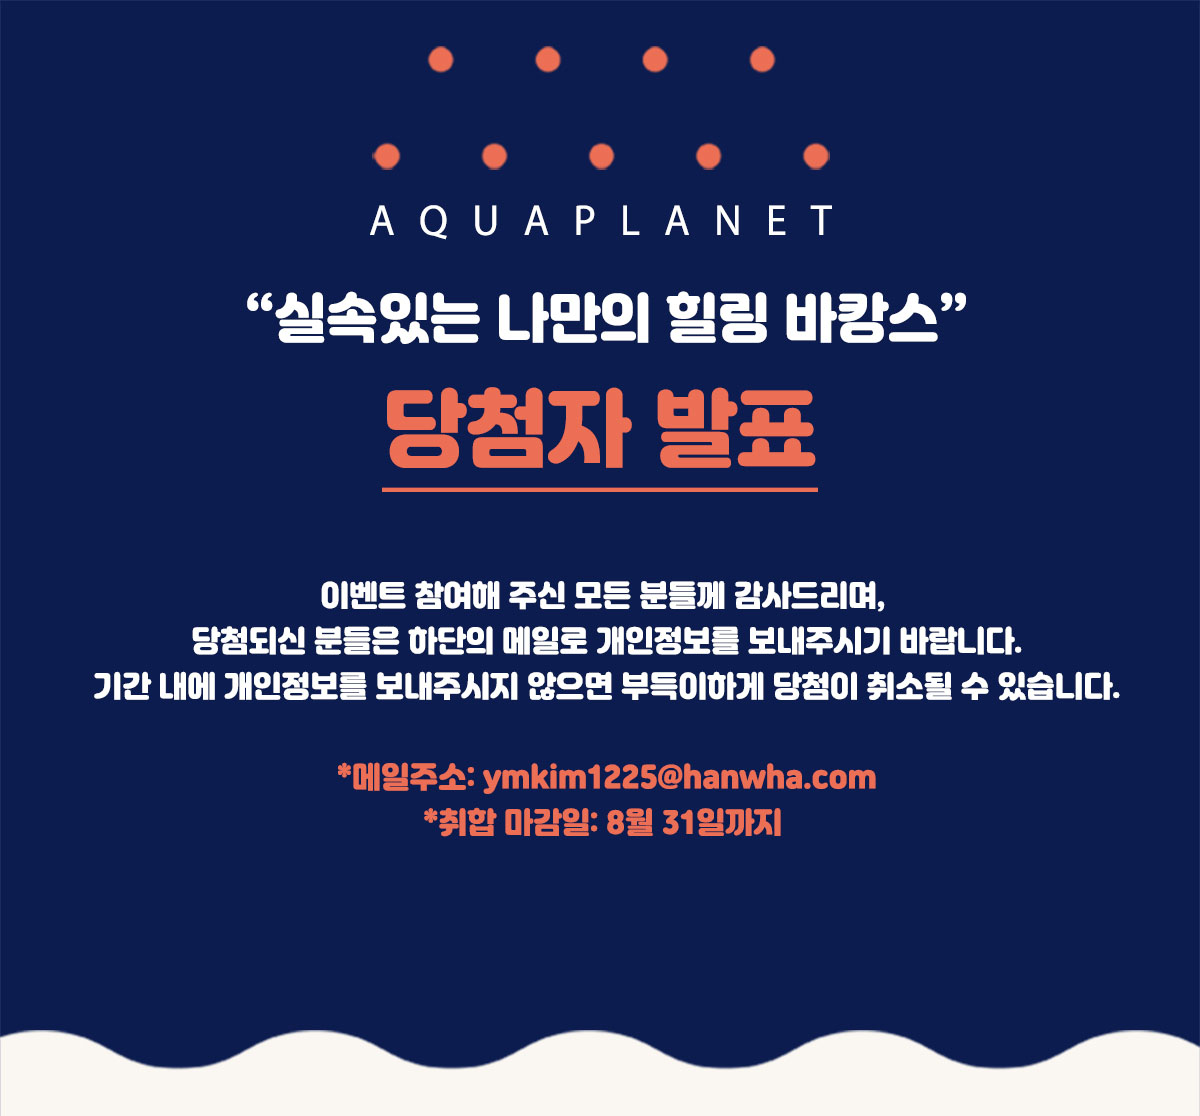 AQUAPLANET
“실속있는 나만의 힐링 바캉스”
당첨자 발표
이벤트 참여해 주신 모든 분들께 감사드리며,
당첨되신 분들은 하단의 메일로 개인정보를 보내주시기 바랍니다.
기간 내에 개인정보를 보내주시지 않으면 부득이하게 당첨이 취소될 수 있습니다.
*메일주소: ymkim1225@hanwha.com
*취합 마감일: 8월 31일까지